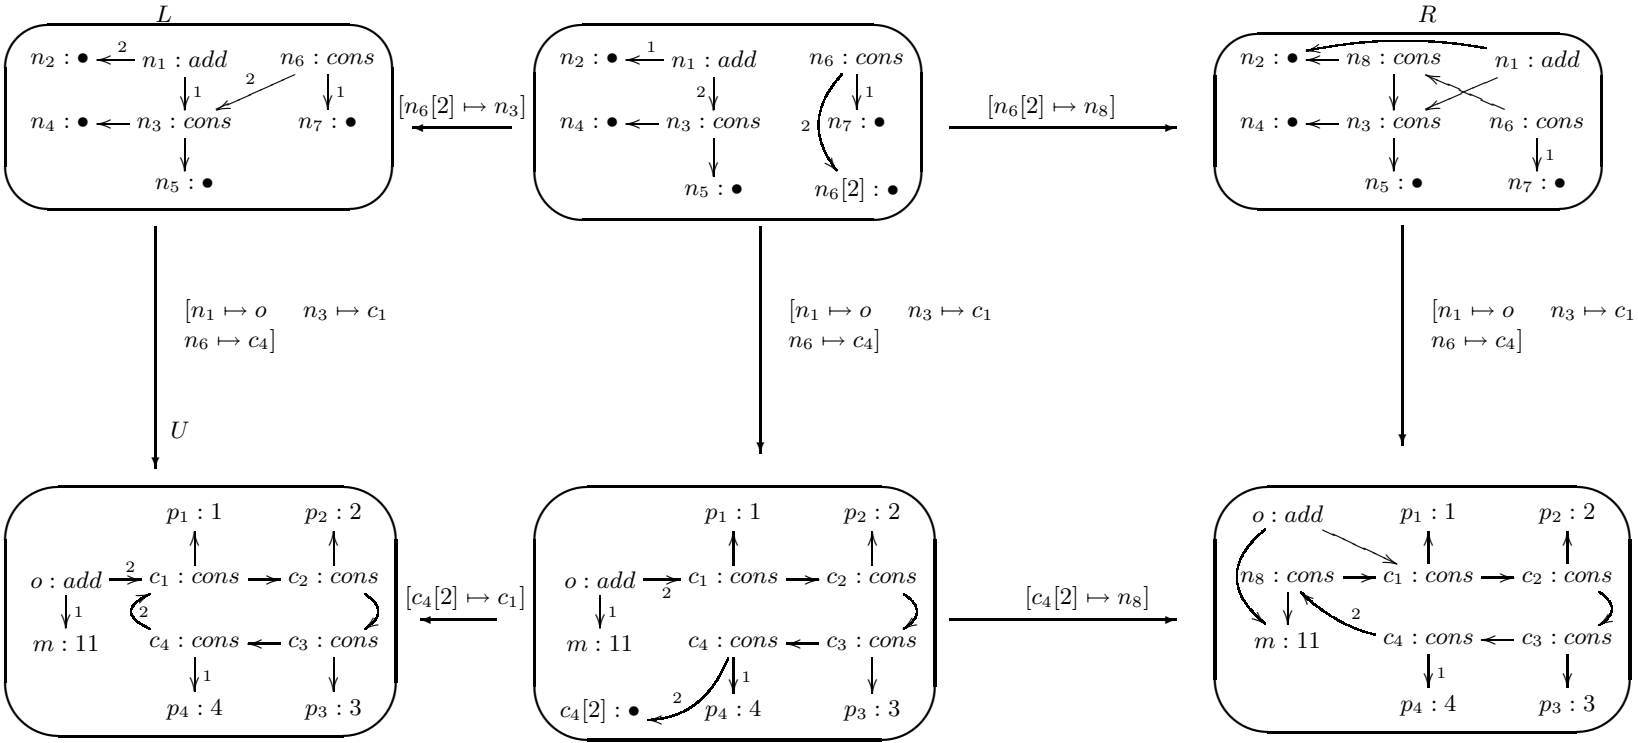 L
R
n₂ : • 2 n₁ : add n₆ : cons
2 1 1
n₄ : • n₃ : cons n₇ : •
n₅ : •
[n₆[2] ↦ n₃]
n₂ : • 1 n₁ : add n₆ : cons
2 1
n₄ : • n₃ : cons 2 n₇ : •
n₅ : • n₆[2] : •
[n₆[2] ↦ n₈]
n₂ : • n₈ : cons n₁ : add
n₄ : • n₃ : cons n₆ : cons
1
n₅ : • n₇ : •
[n₁ ↦ o n₃ ↦ c₁
n₆ ↦ c₄]
[n₁ ↦ o n₃ ↦ c₁
n₆ ↦ c₄]
[n₁ ↦ o n₃ ↦ c₁
n₆ ↦ c₄]
U
p₁ : 1 p₂ : 2
o : add 2 c₁ : cons c₂ : cons
1 2
m : 11 c₄ : cons c₃ : cons
1
p₄ : 4 p₃ : 3
[c₄[2] ↦ c₁]
p₁ : 1 p₂ : 2
o : add 2 c₁ : cons c₂ : cons
1
m : 11 c₄ : cons c₃ : cons
2 1
c₄[2] : • p₄ : 4 p₃ : 3
[c₄[2] ↦ n₈]
o : add p₁ : 1 p₂ : 2
n₈ : cons c₁ : cons c₂ : cons
2
m : 11 c₄ : cons c₃ : cons
1
p₄ : 4 p₃ : 3